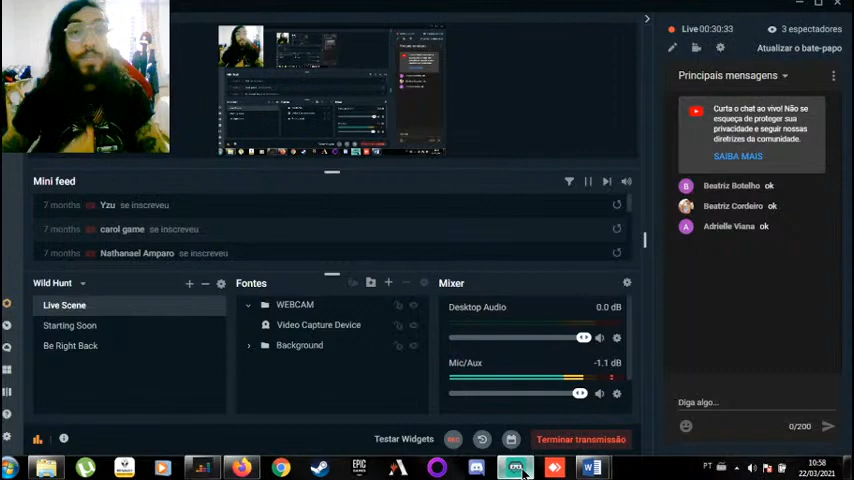 Live 00:30:33
3 espectadores
Atualizar o bate-papo
Principais mensagens
Curta o chat ao vivo! Não se
esqueça de proteger sua
privacidade e seguir nossas
diretrizes da comunidade.
SAIBA MAIS
Beatriz Botelho ok
Beatriz Cordeiro ok
Adrielle Viana ok
Mini feed
7 months Yzu se inscreveu
7 months carol game se inscreveu
7 months Nathanael Amparo se inscreveu
Wild Hunt
Live Scene
Starting Soon
Be Right Back
Fontes
WEBCAM
Video Capture Device
Background
Mixer
Desktop Audio 0.0 dB
Mic/Aux -1.1 dB
Diga algo...
0/200
Testar Widgets
REC
Terminar transmissão
EPIC
GAMES
PT
10:58
22/03/2021